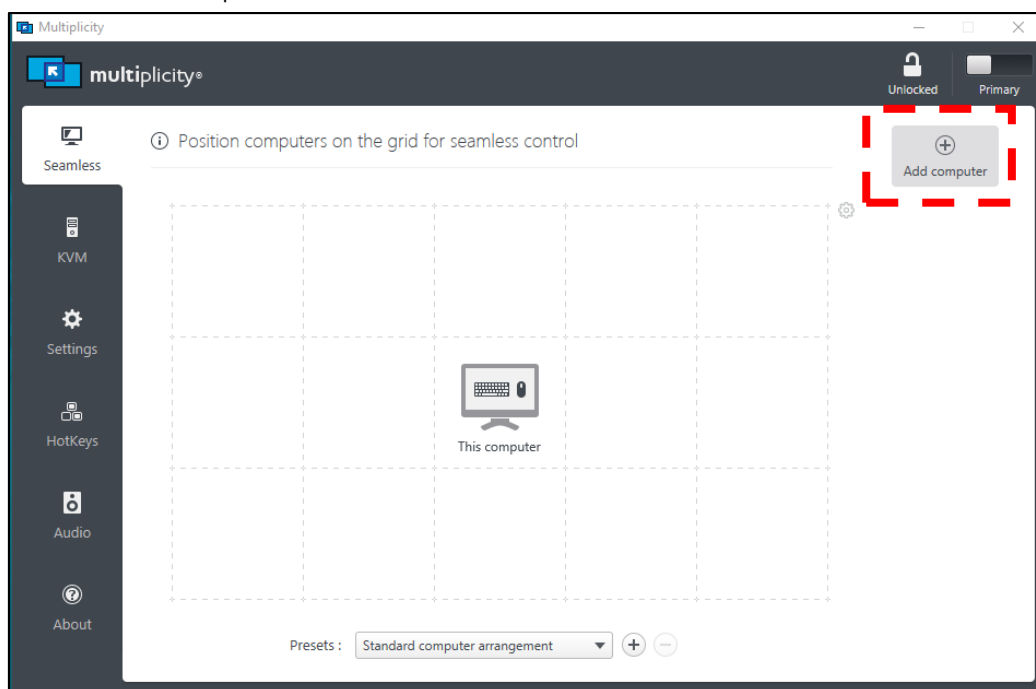 Multiplicity
multiplicity®
Unlocked
Primary
Seamless
Position computers on the grid for seamless control
Add computer
KVM
Settings
This computer
HotKeys
Audio
About
Presets : Standard computer arrangement